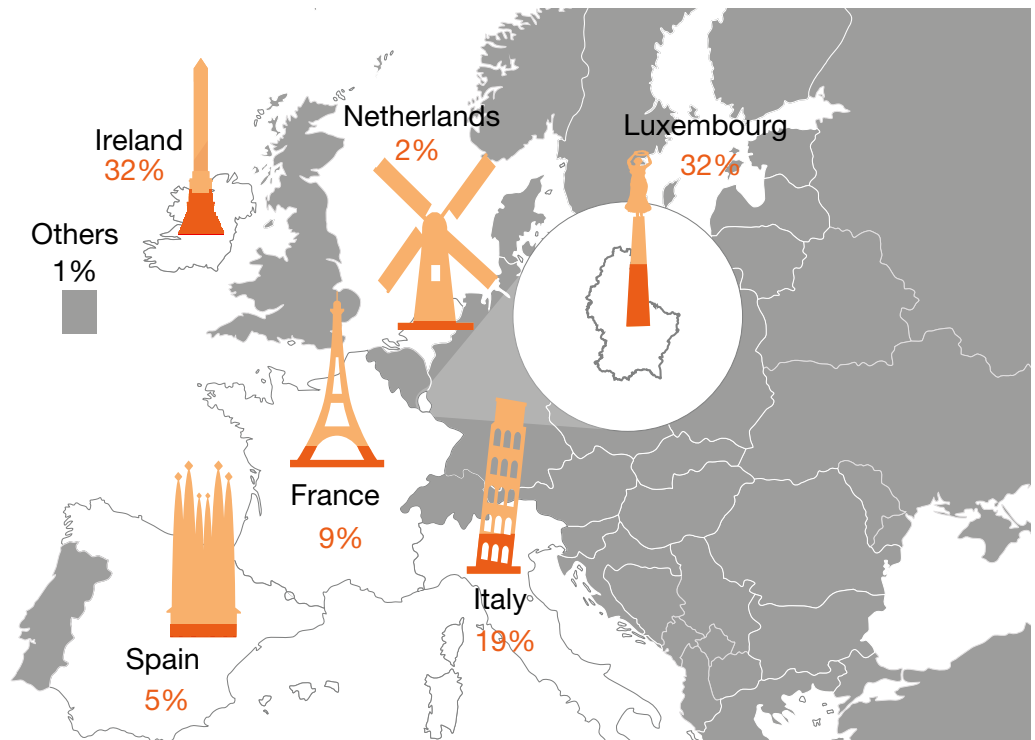 Ireland
32%
Netherlands
2%
Luxembourg
32%
Others
1%
France
9%
Italy
19%
Spain
5%